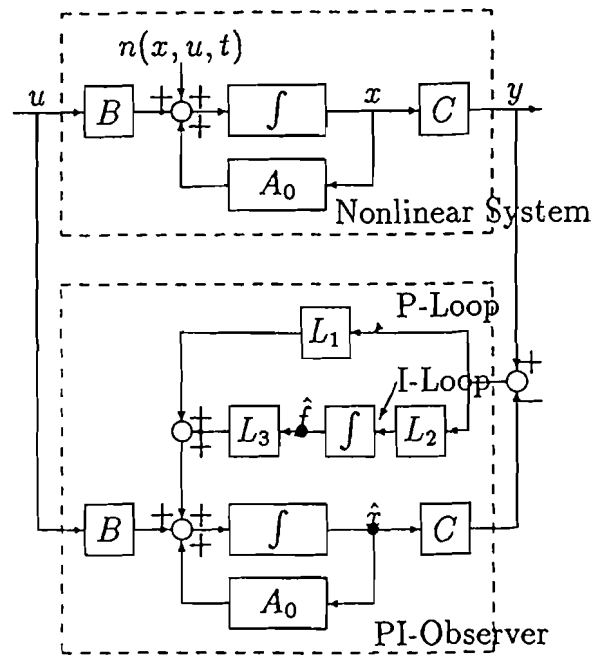 n(x, u, t)
u B + + + ∫ x C y
A₀
Nonlinear System
P-Loop
L₁
I-Loop +
−
+ + L₃ f̂ ∫ L₂
B + + + ∫ x̂ C
A₀
PI-Observer